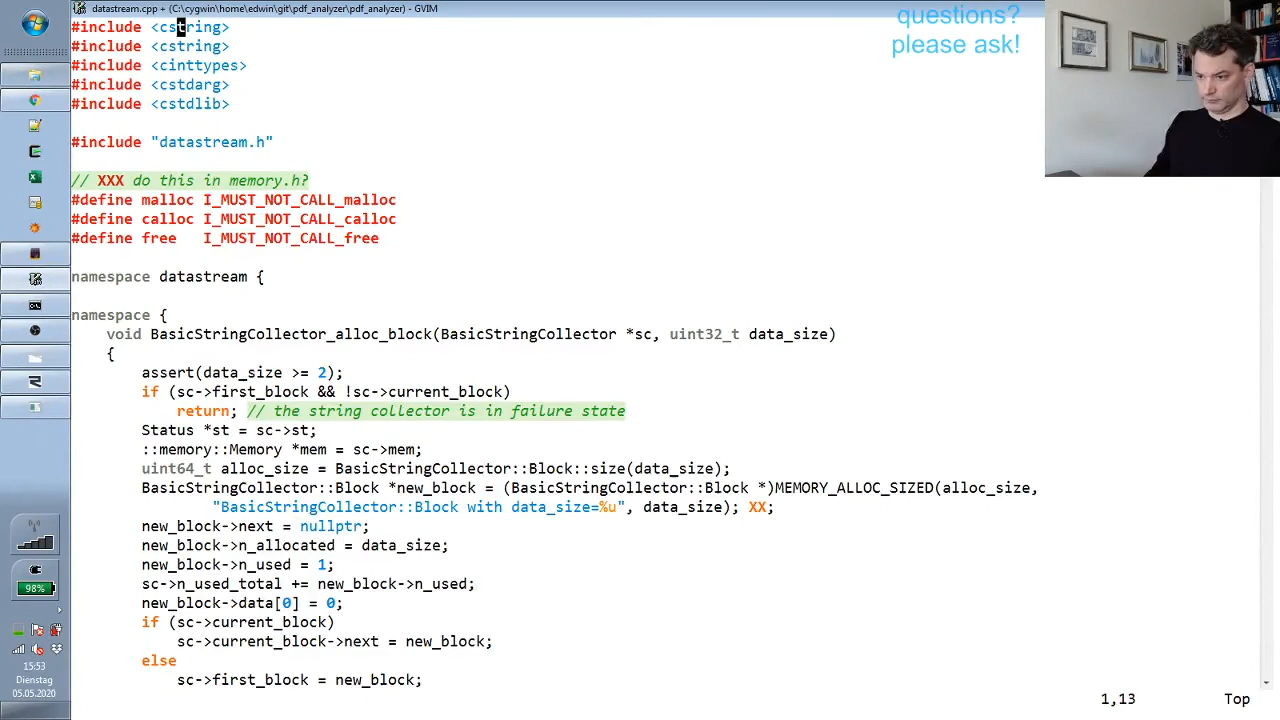 datastream.cpp + (C:\cygwin\home\edwin\git\pdf_analyzer\pdf_analyzer) - GVIM
questions?
please ask!
#include <cstring>
#include <cstring>
#include <cinttypes>
#include <cstdarg>
#include <cstdlib>
#include "datastream.h"
// XXX do this in memory.h?
#define malloc I_MUST_NOT_CALL_malloc
#define calloc I_MUST_NOT_CALL_calloc
#define free   I_MUST_NOT_CALL_free
namespace datastream {
namespace {
    void BasicStringCollector_alloc_block(BasicStringCollector *sc, uint32_t data_size)
    {
        assert(data_size >= 2);
        if (sc->first_block && !sc->current_block)
            return; // the string collector is in failure state
        Status *st = sc->st;
        ::memory::Memory *mem = sc->mem;
        uint64_t alloc_size = BasicStringCollector::Block::size(data_size);
        BasicStringCollector::Block *new_block = (BasicStringCollector::Block *)MEMORY_ALLOC_SIZED(alloc_size,
                "BasicStringCollector::Block with data_size=%u", data_size); XX;
        new_block->next = nullptr;
        new_block->n_allocated = data_size;
        new_block->n_used = 1;
        sc->n_used_total += new_block->n_used;
        new_block->data[0] = 0;
        if (sc->current_block)
            sc->current_block->next = new_block;
        else
            sc->first_block = new_block;
98%
15:53
Dienstag
05.05.2020
1,13
Top